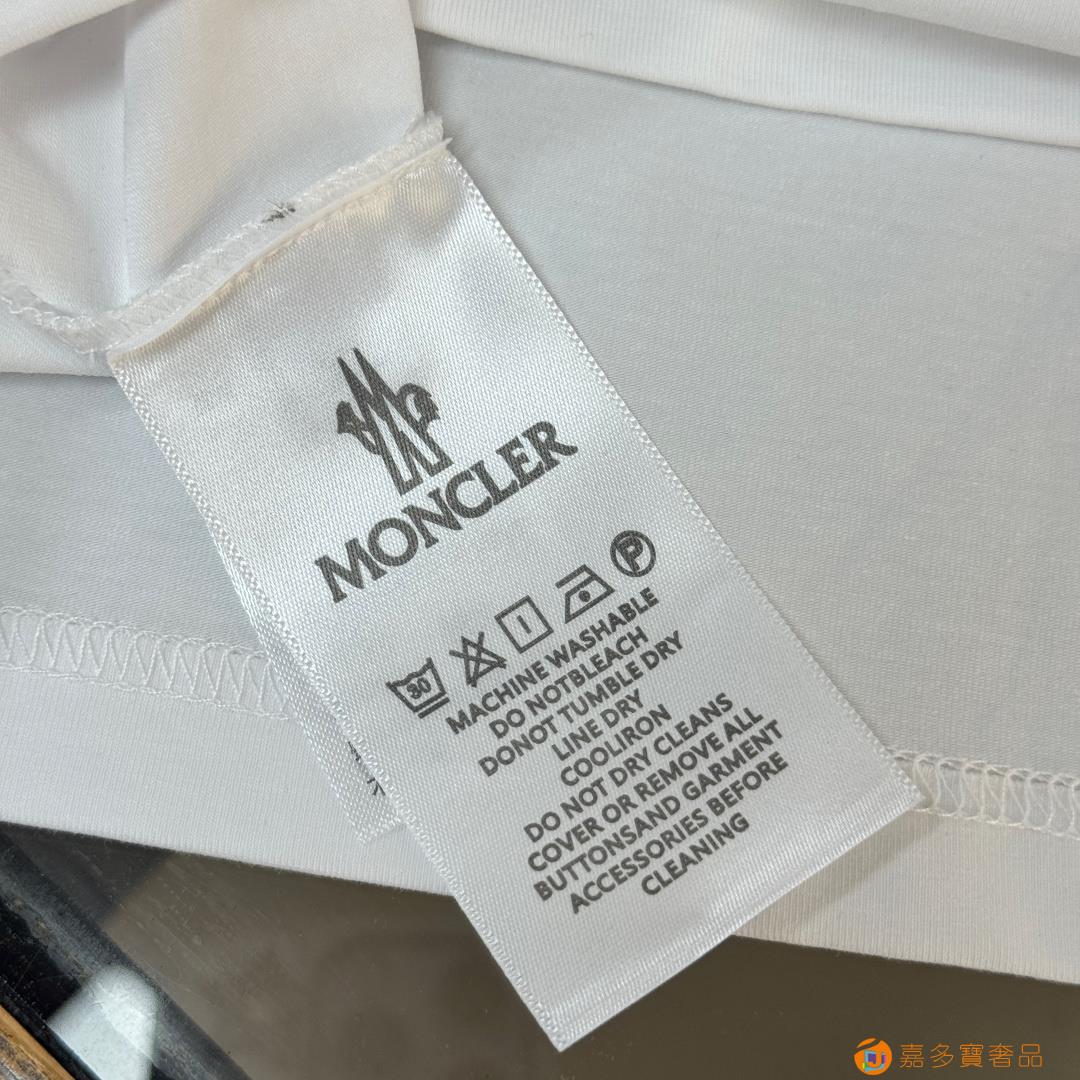 MONCLER
30
P
MACHINE WASHABLE
DO NOTBLEACH
DONOT TUMBLE DRY
LINE DRY
COOLIRON
DO NOT DRY CLEANS
COVER OR REMOVE ALL
BUTTONSAND GARMENT
ACCESSORIES BEFORE
CLEANING
嘉多寶奢品